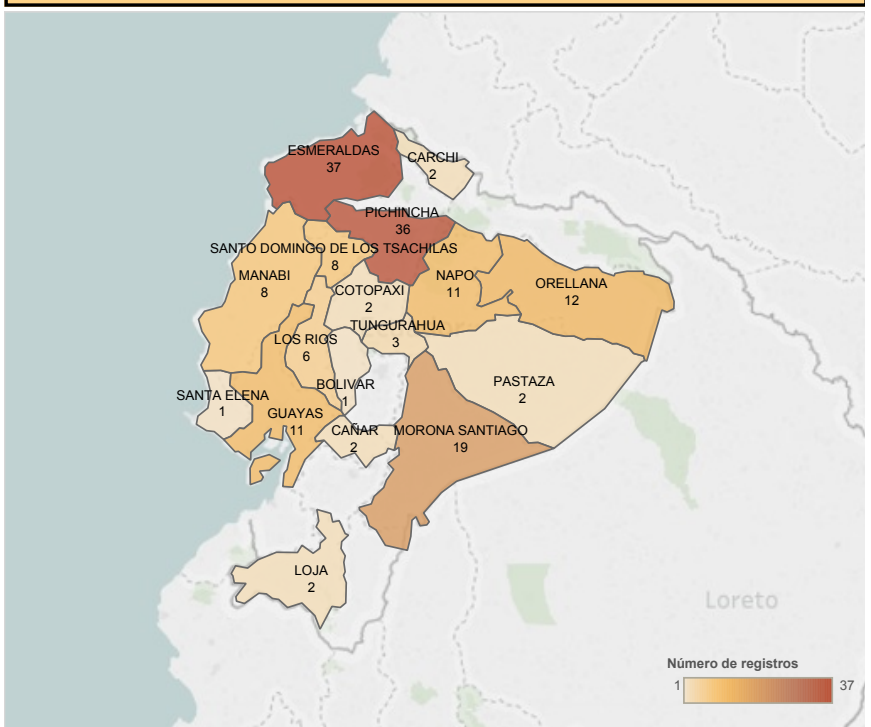 ESMERALDAS
37
CARCHI
2
PICHINCHA
36
SANTO DOMINGO DE LOS TSACHILAS
8
MANABI
8
NAPO
11
ORELLANA
12
COTOPAXI
2
TUNGURAHUA
3
LOS RIOS
6
BOLIVAR
1
PASTAZA
2
SANTA ELENA
1
GUAYAS
11
CAÑAR
2
MORONA SANTIAGO
19
LOJA
2
Loreto
Número de registros
1 37